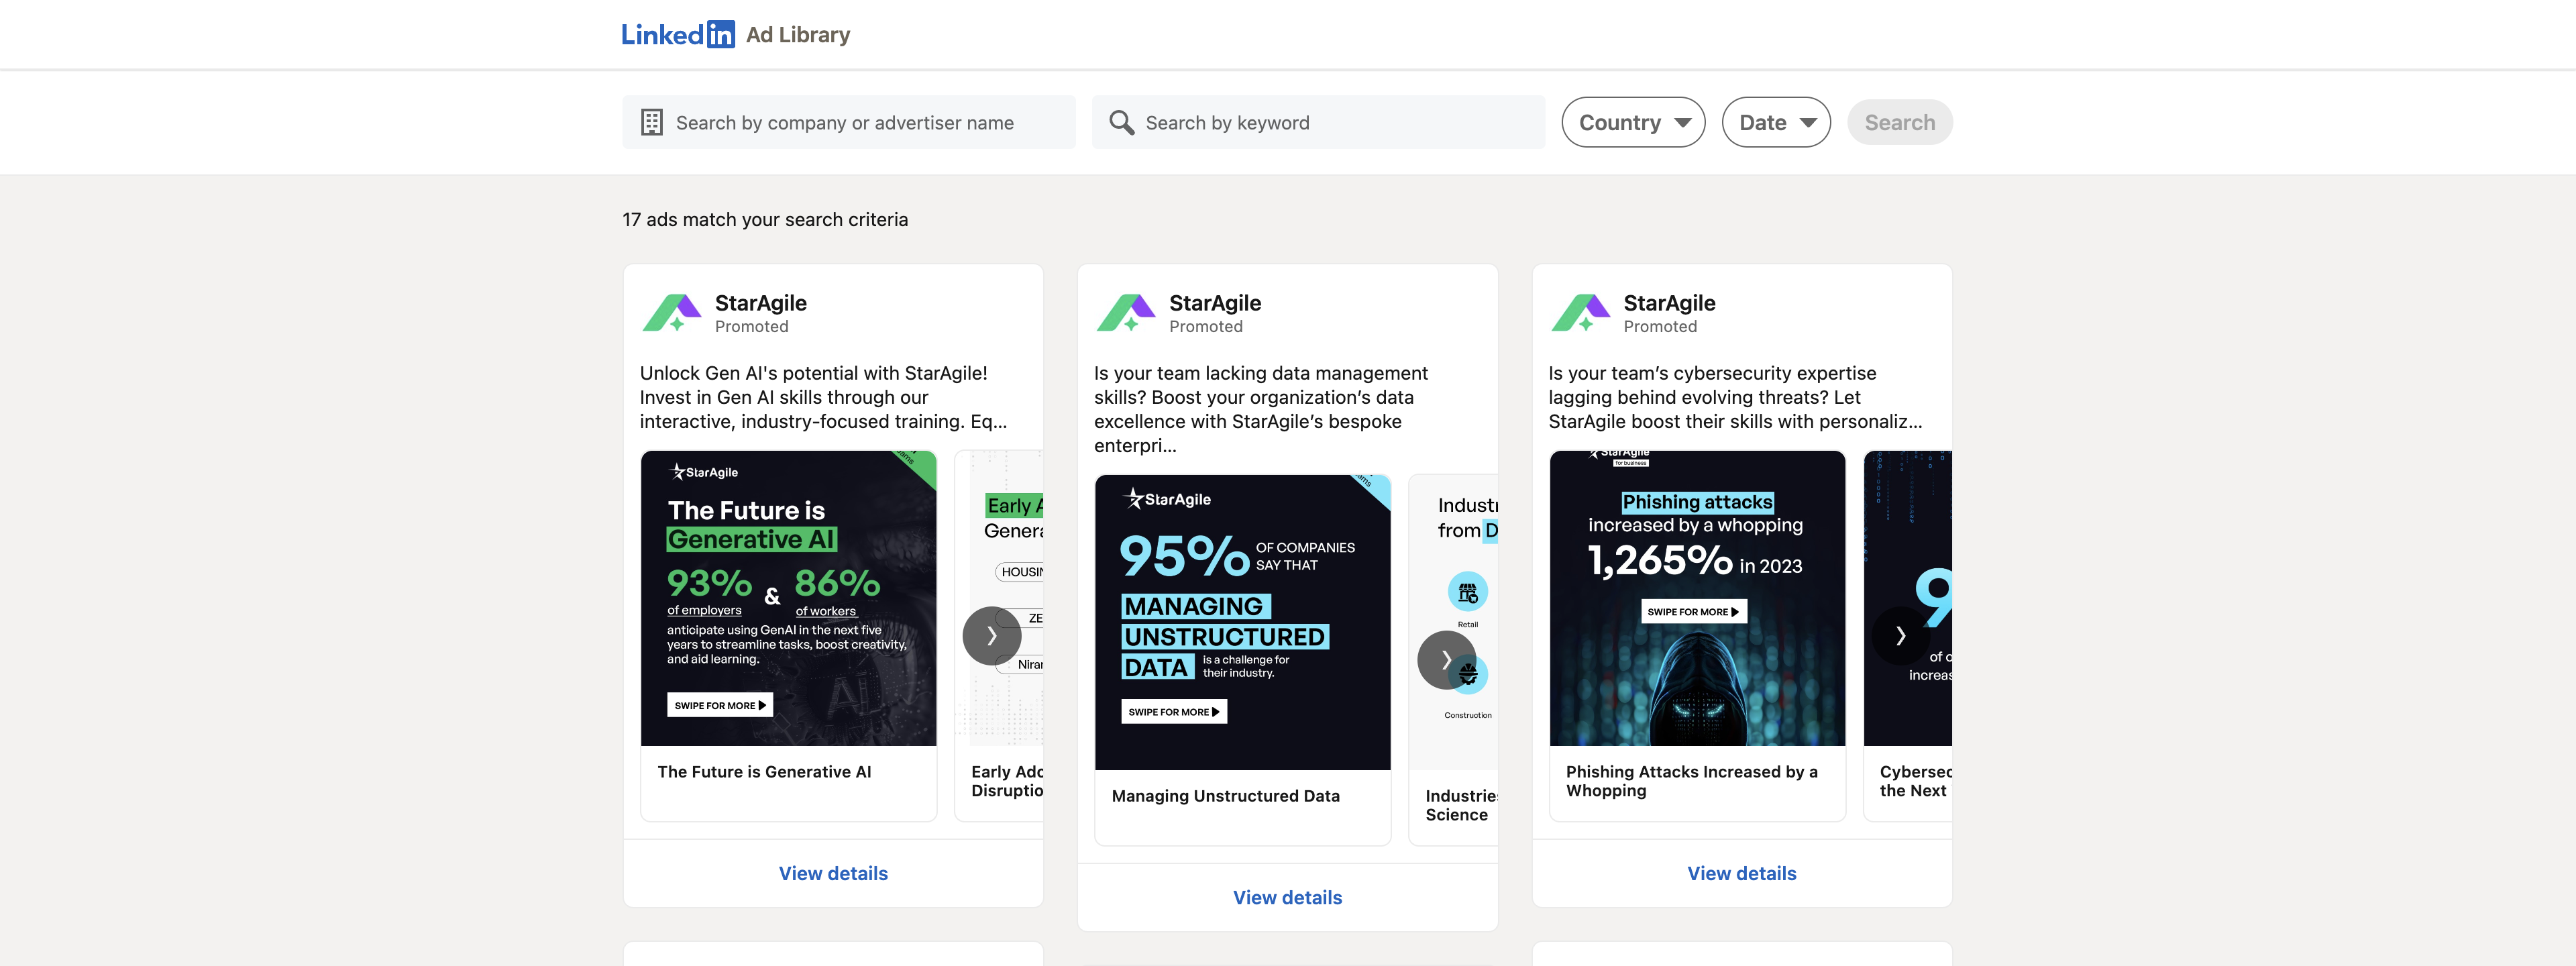 Linkedin Ad Library
Search by company or advertiser name
Search by keyword
Country
Date
Search
17 ads match your search criteria
StarAgile
Promoted
Unlock Gen AI's potential with StarAgile!
Invest in Gen AI skills through our
interactive, industry-focused training. Eq...
StarAgile
The Future is
Generative AI
93% & 86%
of employers of workers
anticipate using GenAI in the next five
years to streamline tasks, boost creativity,
and aid learning.
SWIPE FOR MORE
The Future is Generative AI
Early A
Genera
HOUSIN
ZE
Niran
Early Ado
Disruptio
View details
StarAgile
Promoted
Is your team lacking data management
skills? Boost your organization’s data
excellence with StarAgile’s bespoke
enterpri...
StarAgile
95% OF COMPANIES
SAY THAT
MANAGING
UNSTRUCTURED
DATA is a challenge for
their industry.
SWIPE FOR MORE
Managing Unstructured Data
Industr
from D
Retail
Construction
Industries
Science
View details
StarAgile
Promoted
Is your team’s cybersecurity expertise
lagging behind evolving threats? Let
StarAgile boost their skills with personaliz...
StarAgile
for business
Phishing attacks
increased by a whopping
1,265% in 2023
SWIPE FOR MORE
Phishing Attacks Increased by a
Whopping
9
of o
increas
Cybersec
the Next
View details